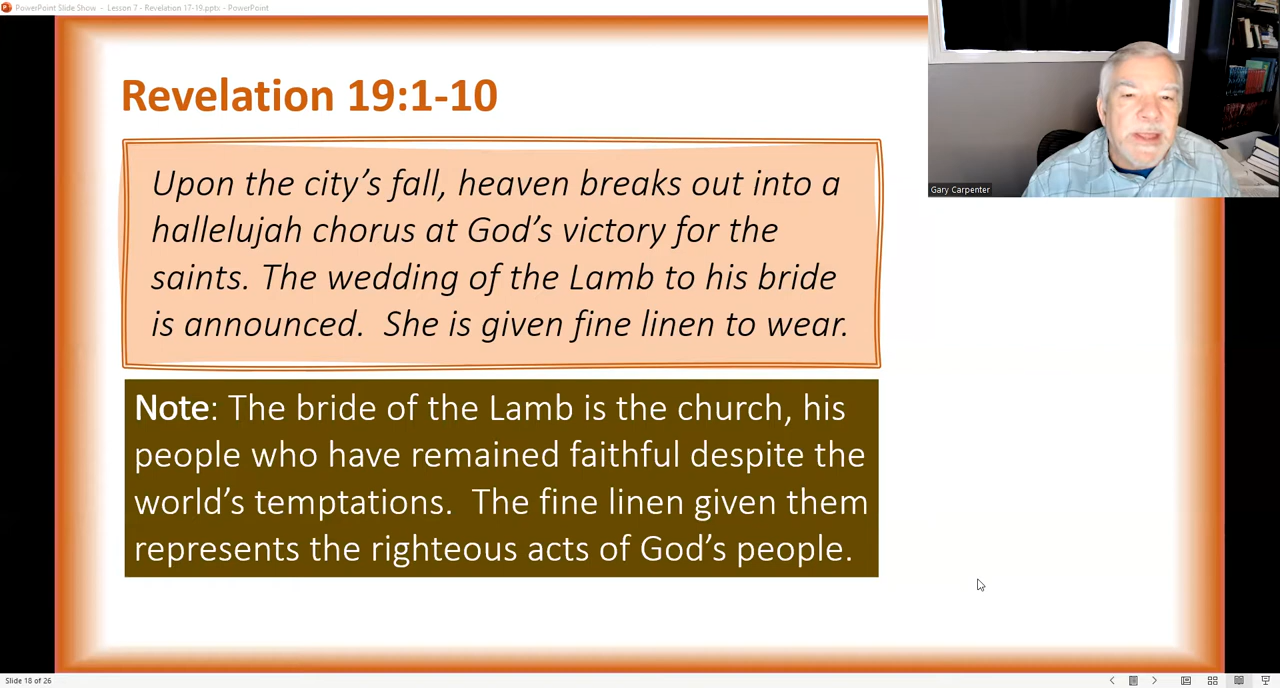 PowerPoint Slide Show - Lesson 7 - Revelation 17-19.pptx - PowerPoint
Revelation 19:1-10
Upon the city’s fall, heaven breaks out into a
hallelujah chorus at God’s victory for the
saints. The wedding of the Lamb to his bride
is announced. She is given fine linen to wear.
Note: The bride of the Lamb is the church, his
people who have remained faithful despite the
world’s temptations. The fine linen given them
represents the righteous acts of God’s people.
Gary Carpenter
Slide 18 of 26